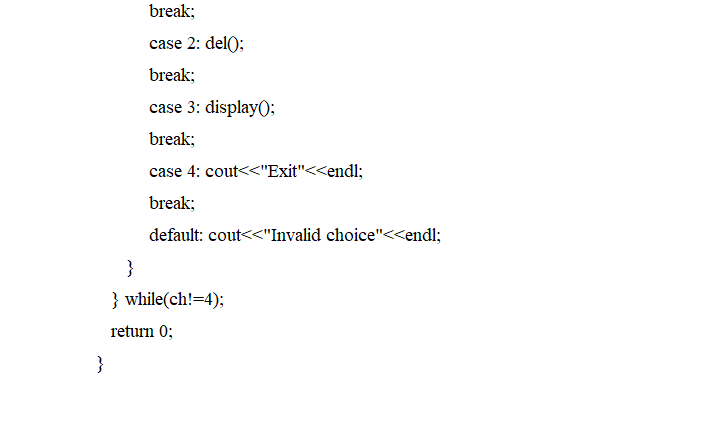 break;
case 2: del();
break;
case 3: display();
break;
case 4: cout<<"Exit"<<endl;
break;
default: cout<<"Invalid choice"<<endl;
}
} while(ch!=4);
return 0;
}